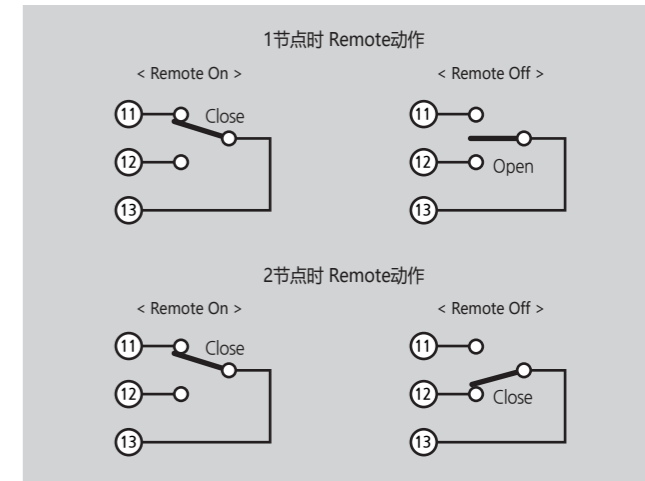 1节点时 Remote动作
< Remote On >
< Remote Off >
11
Close
12
13
11
12
Open
13
2节点时 Remote动作
< Remote On >
< Remote Off >
11
Close
12
13
11
12
Close
13